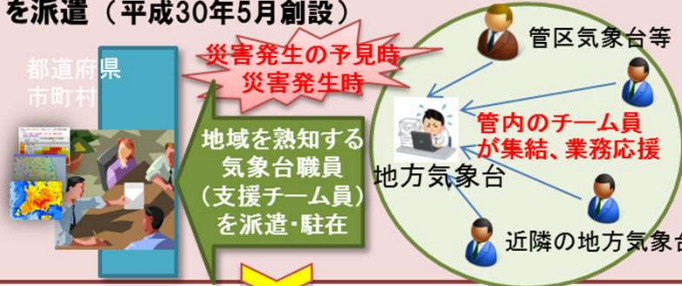 を派遣（平成30年5月創設）
災害発生の予見時
災害発生時
都道府県
市町村
地域を熟知する
気象台職員
（支援チーム員）
を派遣・駐在
管区気象台等
管内のチーム員
が集結、業務応援
地方気象台
近隣の地方気象台